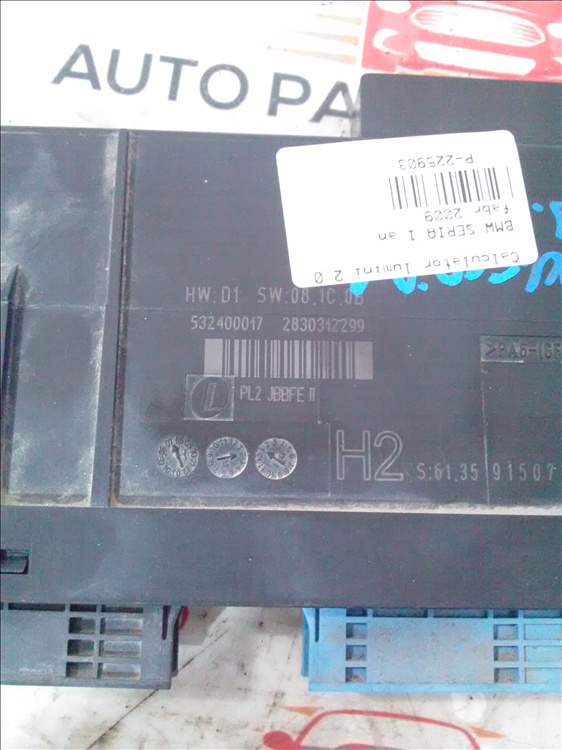 AUTO PA
Calculator lumini 2 0
BMW SERIA 1 an
fabr 2009
P-225903
HW:D1 SW:08.1C.0B
532400017 2830312299
L PL2 JBBFE II
H2 S:61.35 91507